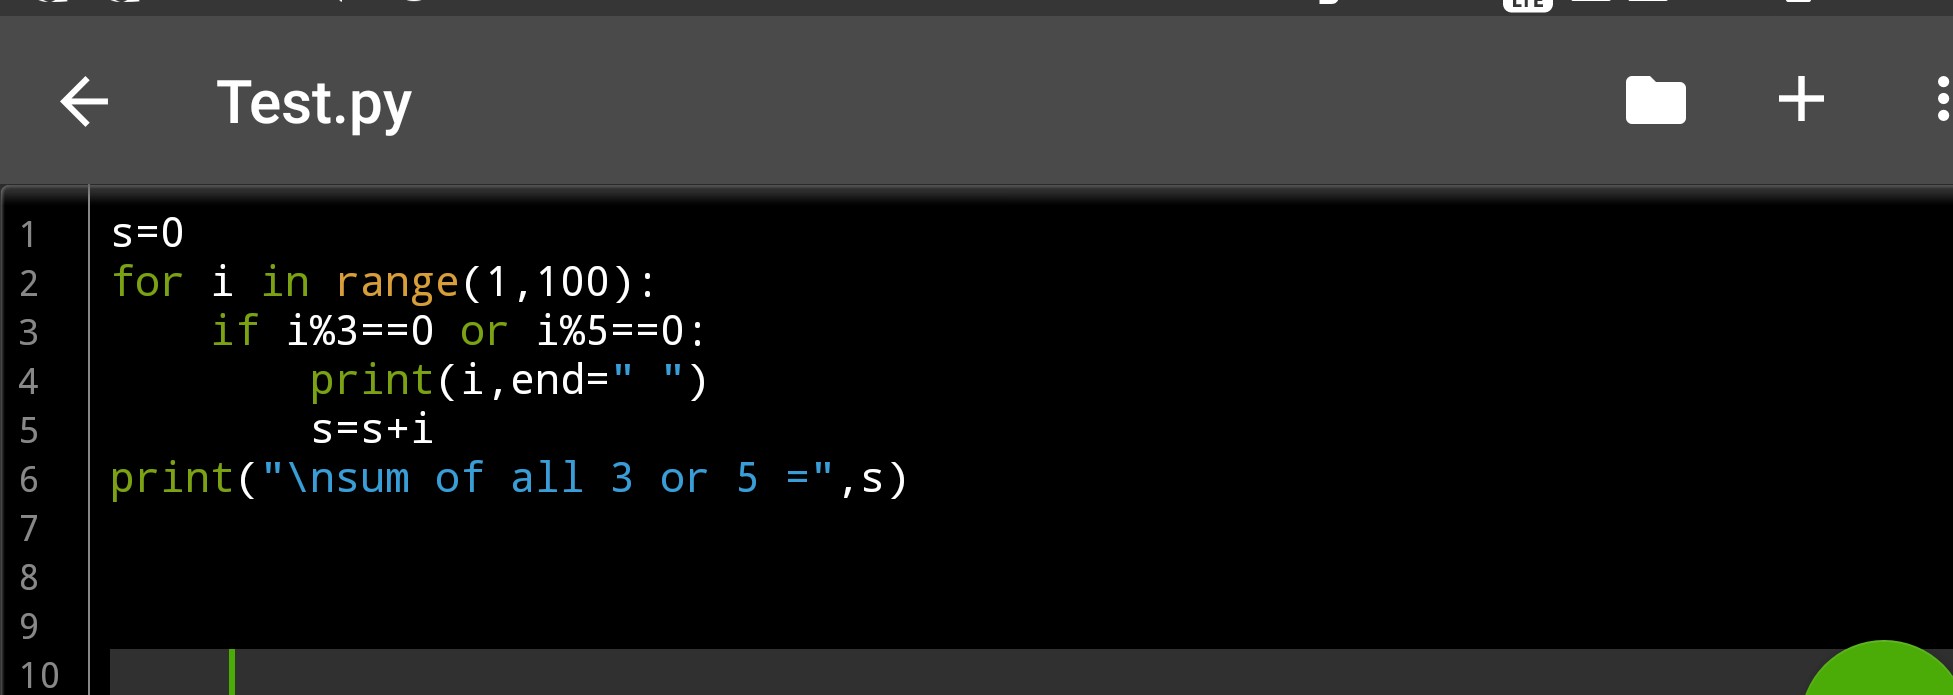 LTE
Test.py
1 s=0
2 for i in range(1,100):
3     if i%3==0 or i%5==0:
4         print(i,end=" ")
5         s=s+i
6 print("\nsum of all 3 or 5 =",s)
7
8
9
10